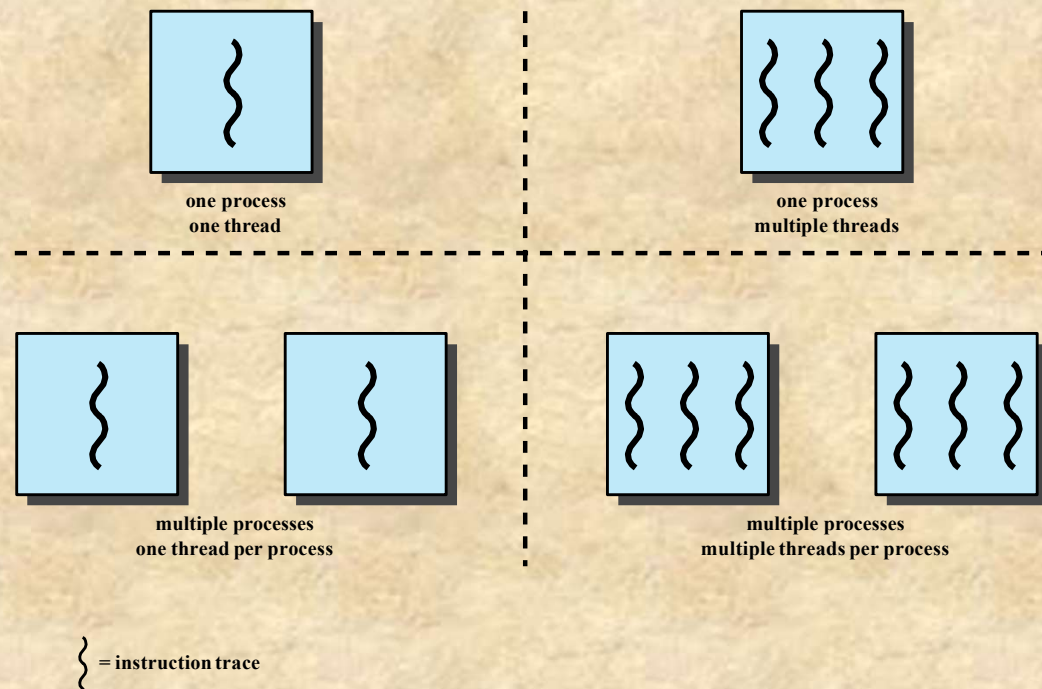 one process
one thread
one process
multiple threads
multiple processes
one thread per process
multiple processes
multiple threads per process
= instruction trace